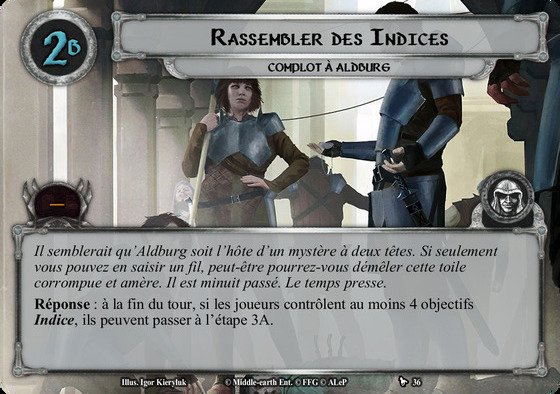 2B
Rassembler des Indices
Complot à Aldburg
–
Il semblerait qu'Aldburg soit l'hôte d'un mystère à deux têtes. Si seulement
vous pouvez en saisir un fil, peut-être pourrez-vous démêler cette toile
corrompue et amère. Il est minuit passé. Le temps presse.
Réponse : à la fin du tour, si les joueurs contrôlent au moins 4 objectifs
Indice, ils peuvent passer à l'étape 3A.
Illus. Igor Kieryluk © Middle-earth Ent. © FFG © ALeP 36